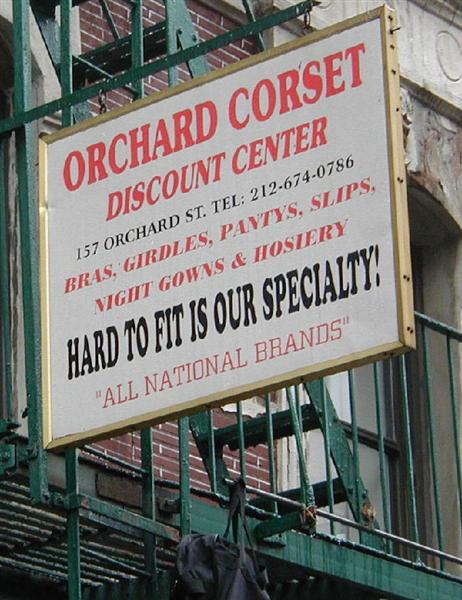 ORCHARD CORSET
DISCOUNT CENTER
157 ORCHARD ST. TEL: 212-674-0786
BRAS, GIRDLES, PANTYS, SLIPS,
NIGHT GOWNS & HOSIERY
HARD TO FIT IS OUR SPECIALTY!
"ALL NATIONAL BRANDS"